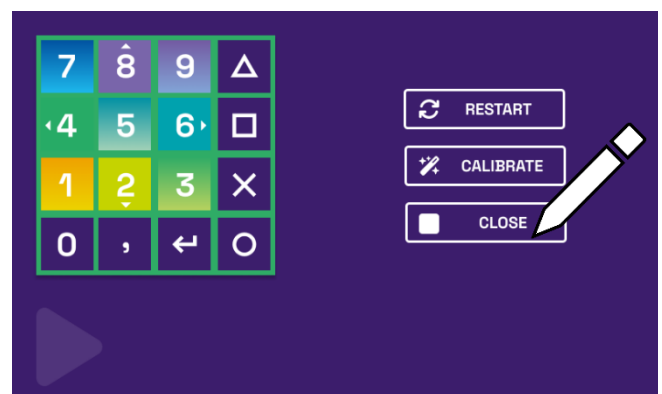 7 8 9 △
4 5 6 □
1 2 3 ×
0 , ↵ ○
RESTART
CALIBRATE
CLOSE